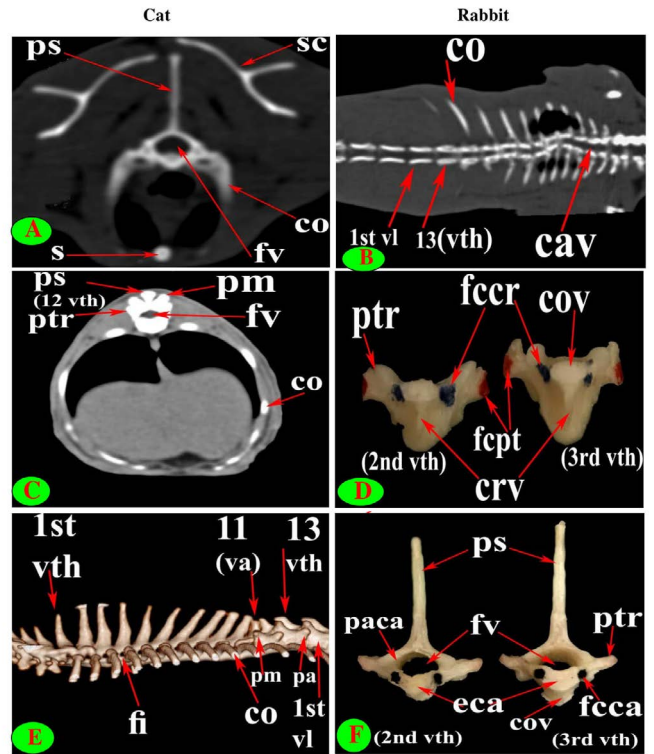 Cat
Rabbit
ps
sc
co
s
fv
A
co
1st vl
13(vth)
cav
B
ps
(12 vth)
pm
ptr
fv
co
C
ptr
fccr
cov
fcpt
(2nd vth)
(3rd vth)
crv
D
1st
vth
11
(va)
13
vth
fi
co
pm
pa
1st
vl
E
ps
paca
fv
ptr
eca
cov
fcca
(2nd vth)
(3rd vth)
F